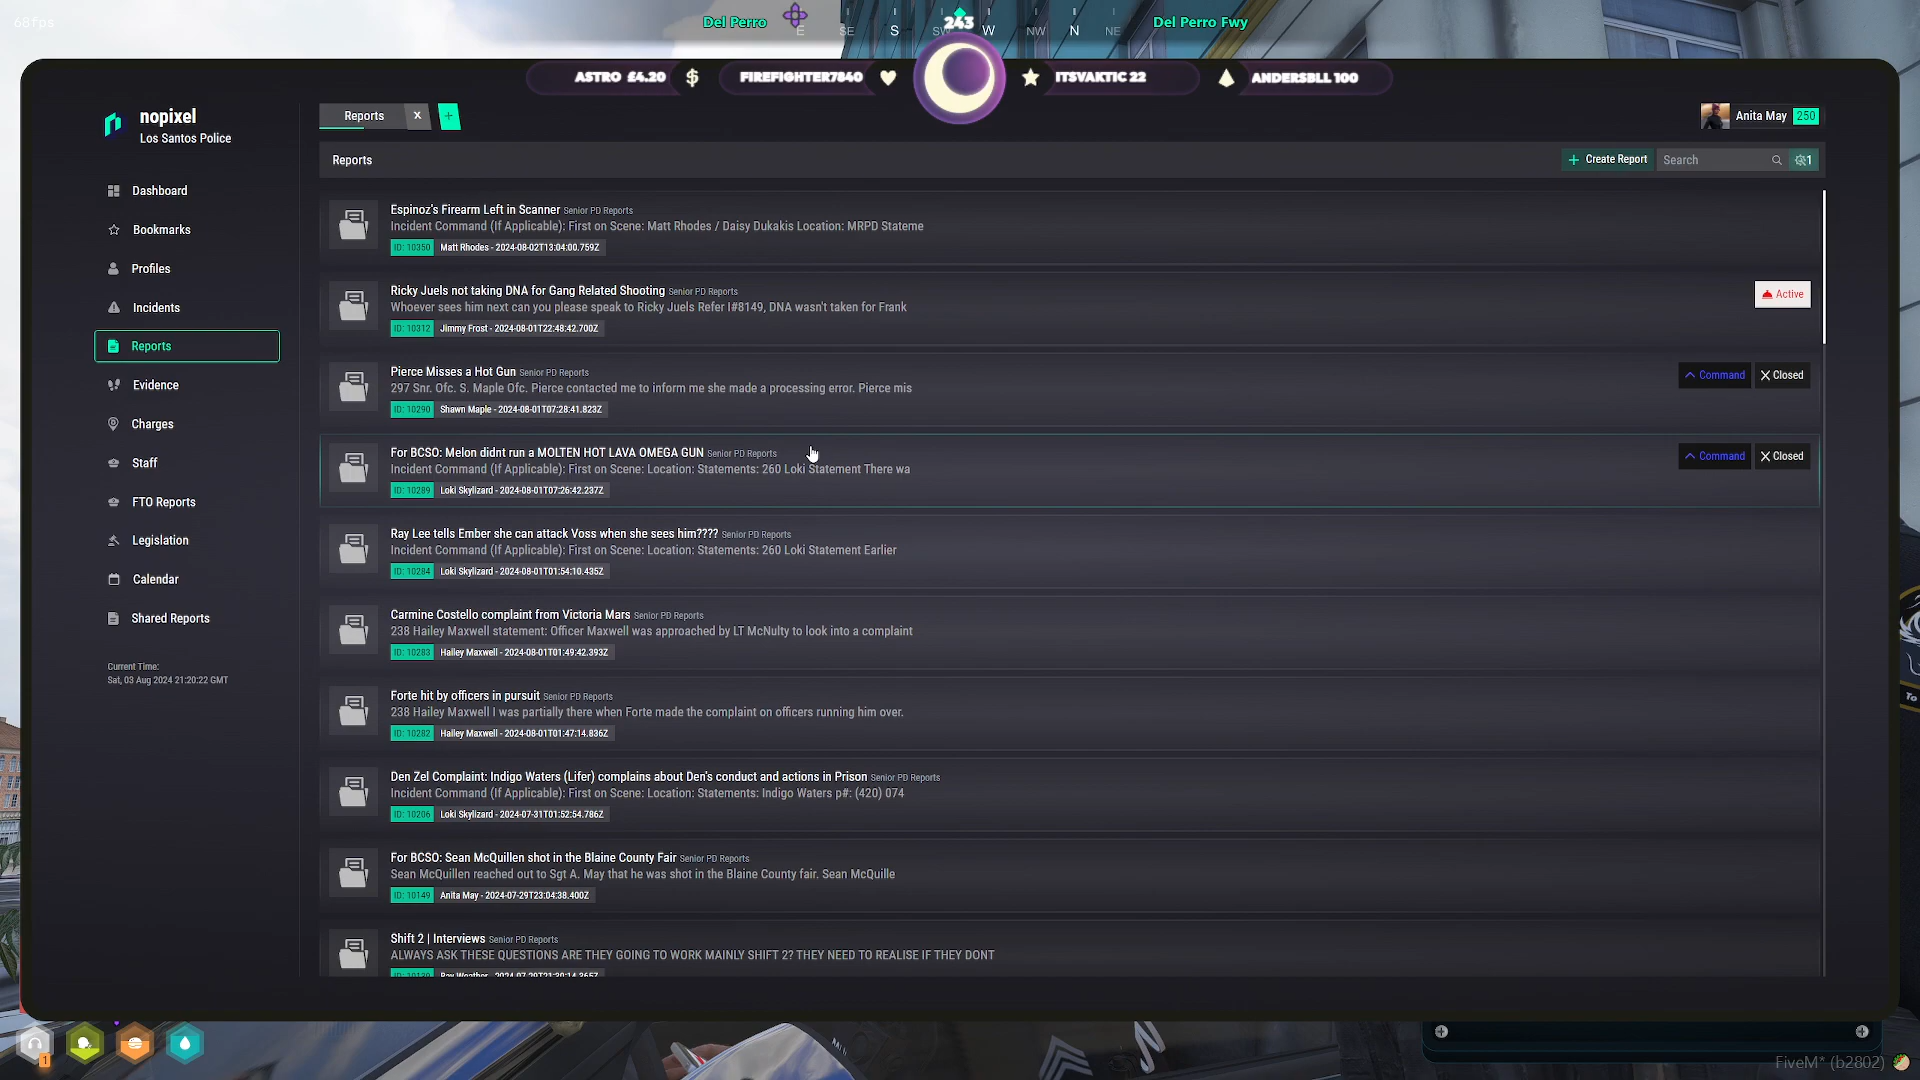 68fps
Del Perro
E SE S SW 243 W NW N NE
Del Perro Fwy
ASTRO £4.20
FIREFIGHTER7840
ITSVAKTIC 22
ANDERSBLL 100
nopixel
Los Santos Police
Reports x +
Anita May 250
Reports
+ Create Report
Search
1
Dashboard
Bookmarks
Profiles
Incidents
Reports
Evidence
Charges
Staff
FTO Reports
Legislation
Calendar
Shared Reports
Current Time:
Sat, 03 Aug 2024 21:20:22 GMT
Espinoz's Firearm Left in Scanner Senior PD Reports
Incident Command (If Applicable): First on Scene: Matt Rhodes / Daisy Dukakis Location: MRPD Stateme
ID: 10350 Matt Rhodes - 2024-08-02T13:04:00.759Z
Ricky Juels not taking DNA for Gang Related Shooting Senior PD Reports
Whoever sees him next can you please speak to Ricky Juels Refer I#8149, DNA wasn't taken for Frank
ID: 10312 Jimmy Frost - 2024-08-01T22:48:42.700Z
Active
Pierce Misses a Hot Gun Senior PD Reports
297 Snr. Ofc. S. Maple Ofc. Pierce contacted me to inform me she made a processing error. Pierce mis
ID: 10290 Shawn Maple - 2024-08-01T07:28:41.823Z
Command
Closed
For BCSO: Melon didnt run a MOLTEN HOT LAVA OMEGA GUN Senior PD Reports
Incident Command (If Applicable): First on Scene: Location: Statements: 260 Loki Statement There wa
ID: 10289 Loki Skylizard - 2024-08-01T07:26:42.237Z
Command
Closed
Ray Lee tells Ember she can attack Voss when she sees him???? Senior PD Reports
Incident Command (If Applicable): First on Scene: Location: Statements: 260 Loki Statement Earlier
ID: 10284 Loki Skylizard - 2024-08-01T01:54:10.435Z
Carmine Costello complaint from Victoria Mars Senior PD Reports
238 Hailey Maxwell statement: Officer Maxwell was approached by LT McNulty to look into a complaint
ID: 10283 Hailey Maxwell - 2024-08-01T01:49:42.393Z
Forte hit by officers in pursuit Senior PD Reports
238 Hailey Maxwell I was partially there when Forte made the complaint on officers running him over.
ID: 10282 Hailey Maxwell - 2024-08-01T01:47:14.836Z
Den Zel Complaint: Indigo Waters (Lifer) complains about Den's conduct and actions in Prison Senior PD Reports
Incident Command (If Applicable): First on Scene: Location: Statements: Indigo Waters p#: (420) 074
ID: 10206 Loki Skylizard - 2024-07-31T01:52:54.786Z
For BCSO: Sean McQuillen shot in the Blaine County Fair Senior PD Reports
Sean McQuillen reached out to Sgt A. May that he was shot in the Blaine County fair. Sean McQuille
ID: 10149 Anita May - 2024-07-29T23:04:38.400Z
Shift 2 | Interviews Senior PD Reports
ALWAYS ASK THESE QUESTIONS ARE THEY GOING TO WORK MAINLY SHIFT 2? THEY NEED TO REALISE IF THEY DONT
To
1
FiveM* (b2802)